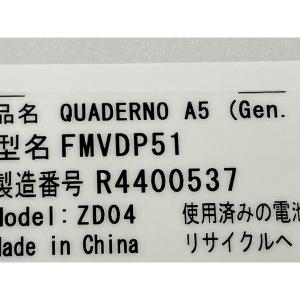 品名 QUADERNO A5 (Gen.
型名 FMVDP51
製造番号 R4400537
Model: ZD04 使用済みの電池
Made in China リサイクルへ